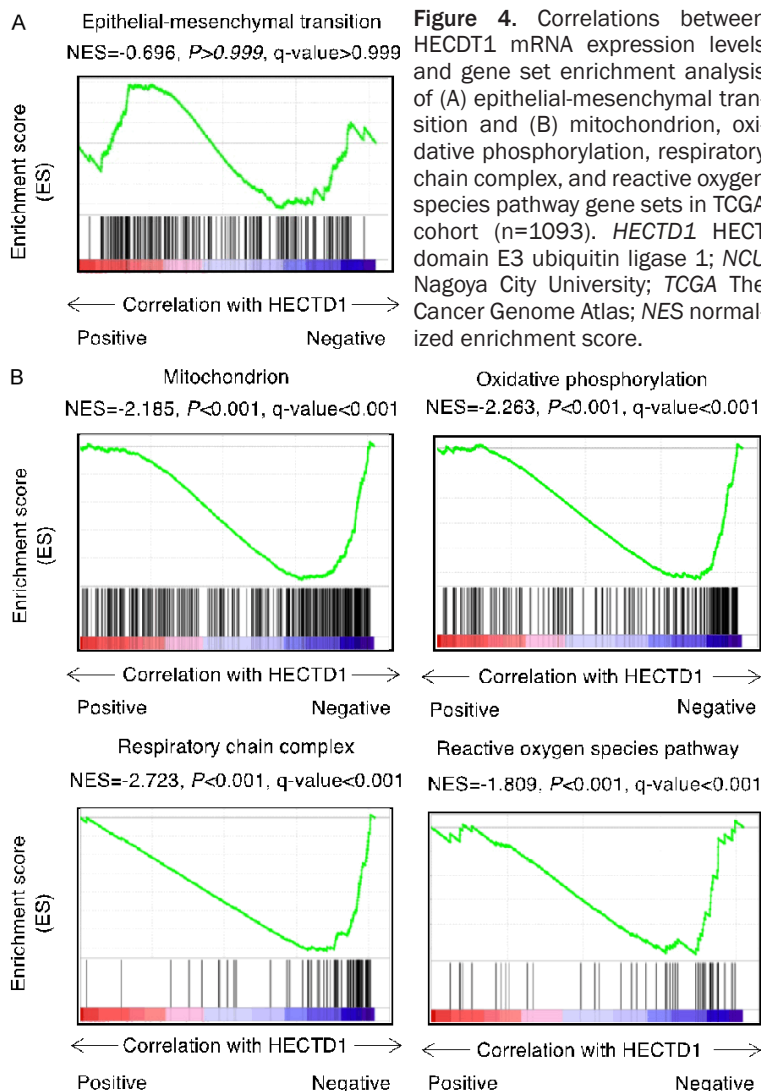 A
Epithelial-mesenchymal transition
NES=-0.696, P>0.999, q-value>0.999
Enrichment score
(ES)
← Correlation with HECTD1 →
Positive Negative
Figure 4. Correlations between
HECDT1 mRNA expression levels
and gene set enrichment analysis
of (A) epithelial-mesenchymal tran-
sition and (B) mitochondrion, oxi-
dative phosphorylation, respiratory
chain complex, and reactive oxygen
species pathway gene sets in TCGA
cohort (n=1093). HECTD1 HECT
domain E3 ubiquitin ligase 1; NCU
Nagoya City University; TCGA The
Cancer Genome Atlas; NES normal-
ized enrichment score.
B
Mitochondrion
NES=-2.185, P<0.001, q-value<0.001
Enrichment score
(ES)
← Correlation with HECTD1 →
Positive Negative
Oxidative phosphorylation
NES=-2.263, P<0.001, q-value<0.001
← Correlation with HECTD1 →
Positive Negative
Respiratory chain complex
NES=-2.723, P<0.001, q-value<0.001
Enrichment score
(ES)
← Correlation with HECTD1 →
Positive Negative
Reactive oxygen species pathway
NES=-1.809, P<0.001, q-value<0.001
← Correlation with HECTD1 →
Positive Negative